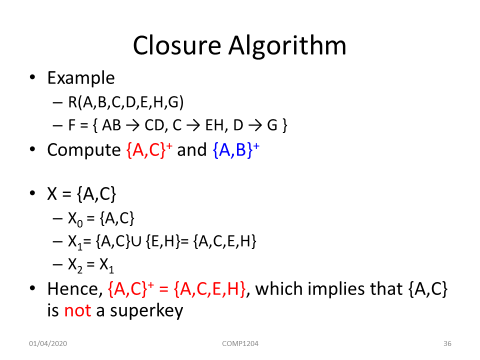 Closure Algorithm
• Example
– R(A,B,C,D,E,H,G)
– F = { AB → CD, C → EH, D → G }
• Compute {A,C}⁺ and {A,B}⁺
• X = {A,C}
– X₀ = {A,C}
– X₁= {A,C}∪ {E,H}= {A,C,E,H}
– X₂ = X₁
• Hence, {A,C}⁺ = {A,C,E,H}, which implies that {A,C}
is not a superkey
01/04/2020 COMP1204 36